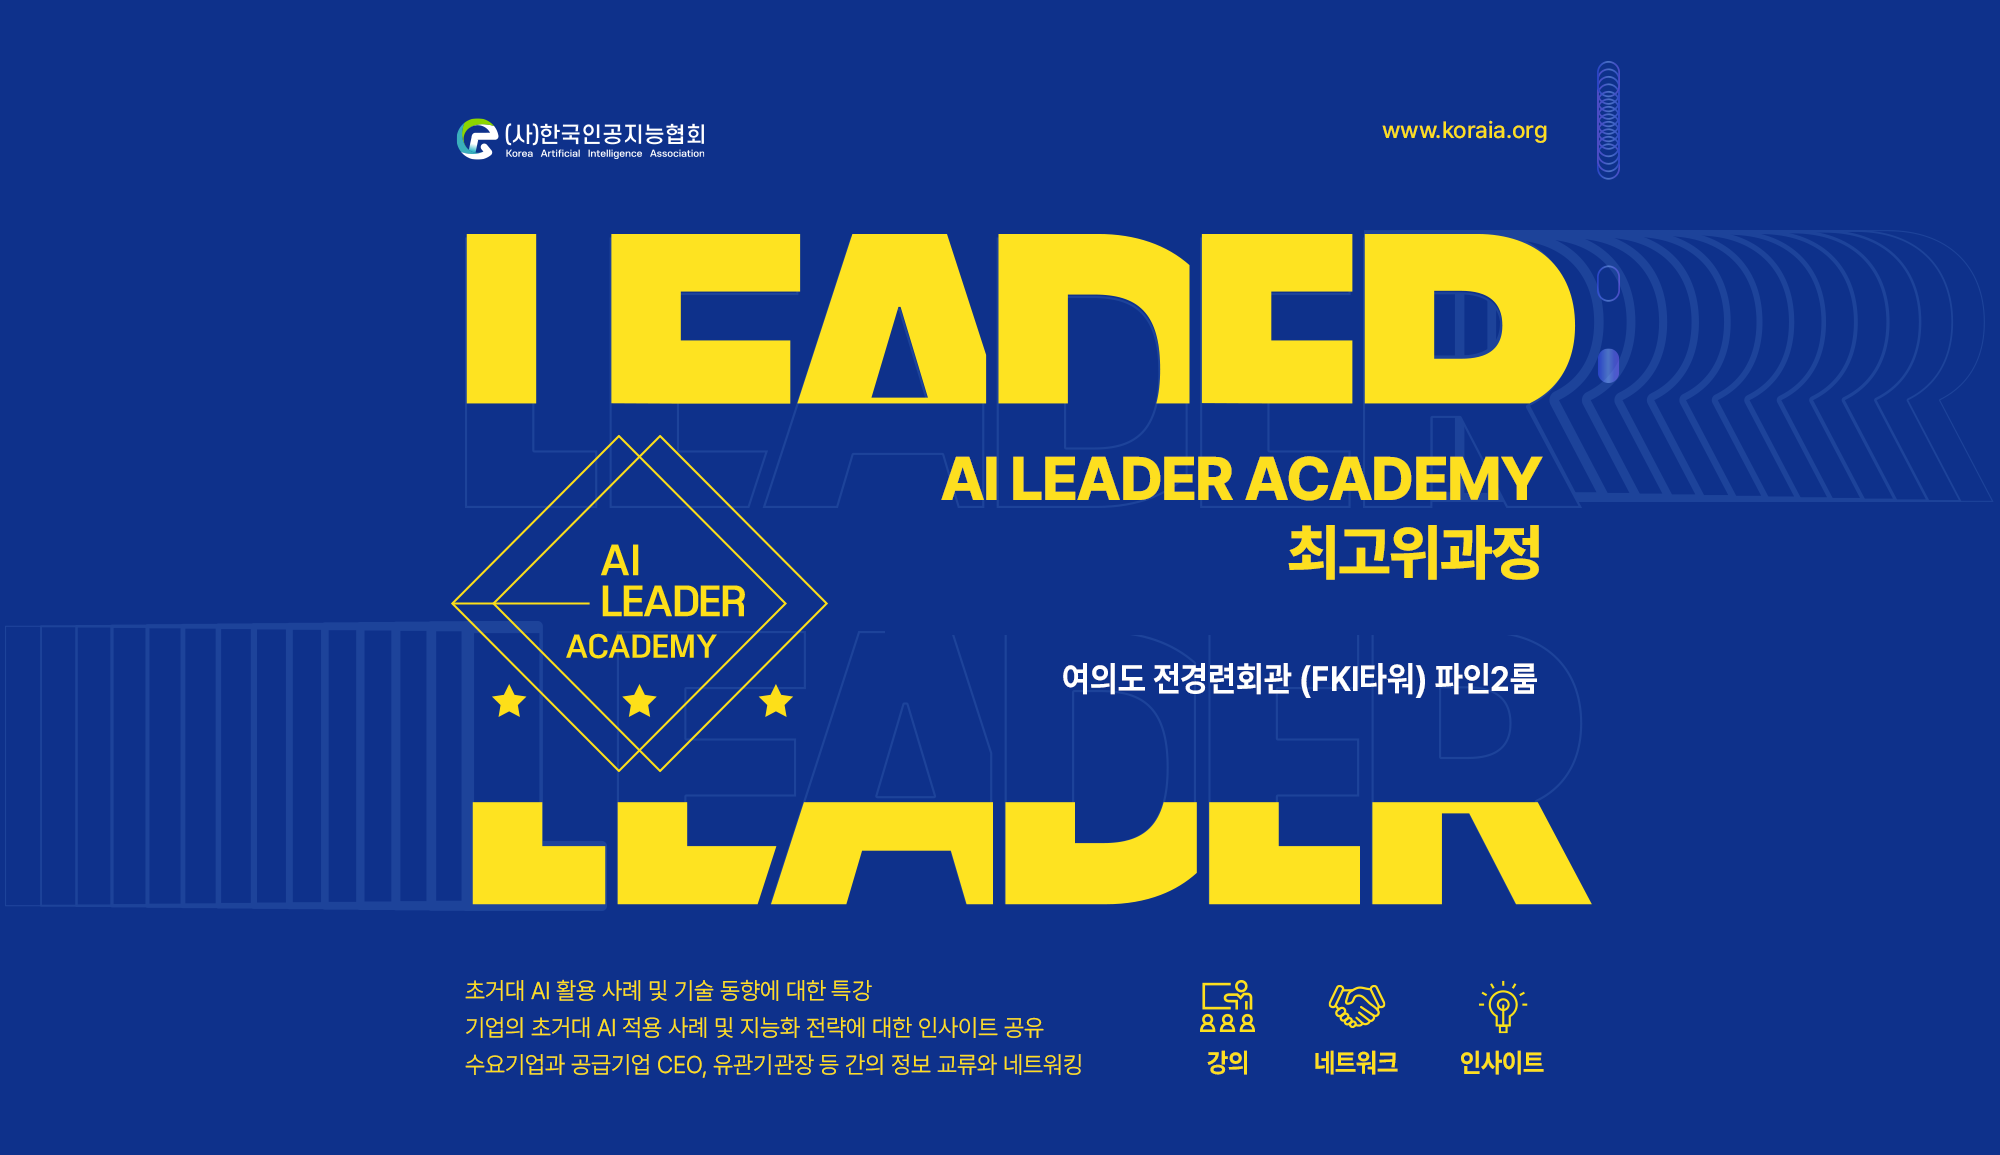 (사)한국인공지능협회
Korea Artificial Intelligence Association
www.koraia.org
LEADER
AI LEADER ACADEMY
최고위과정
AI
LEADER
ACADEMY
여의도 전경련회관 (FKI타워) 파인2룸
LEADER
초거대 AI 활용 사례 및 기술 동향에 대한 특강
기업의 초거대 AI 적용 사례 및 지능화 전략에 대한 인사이트 공유
수요기업과 공급기업 CEO, 유관기관장 등 간의 정보 교류와 네트워킹
강의
네트워크
인사이트